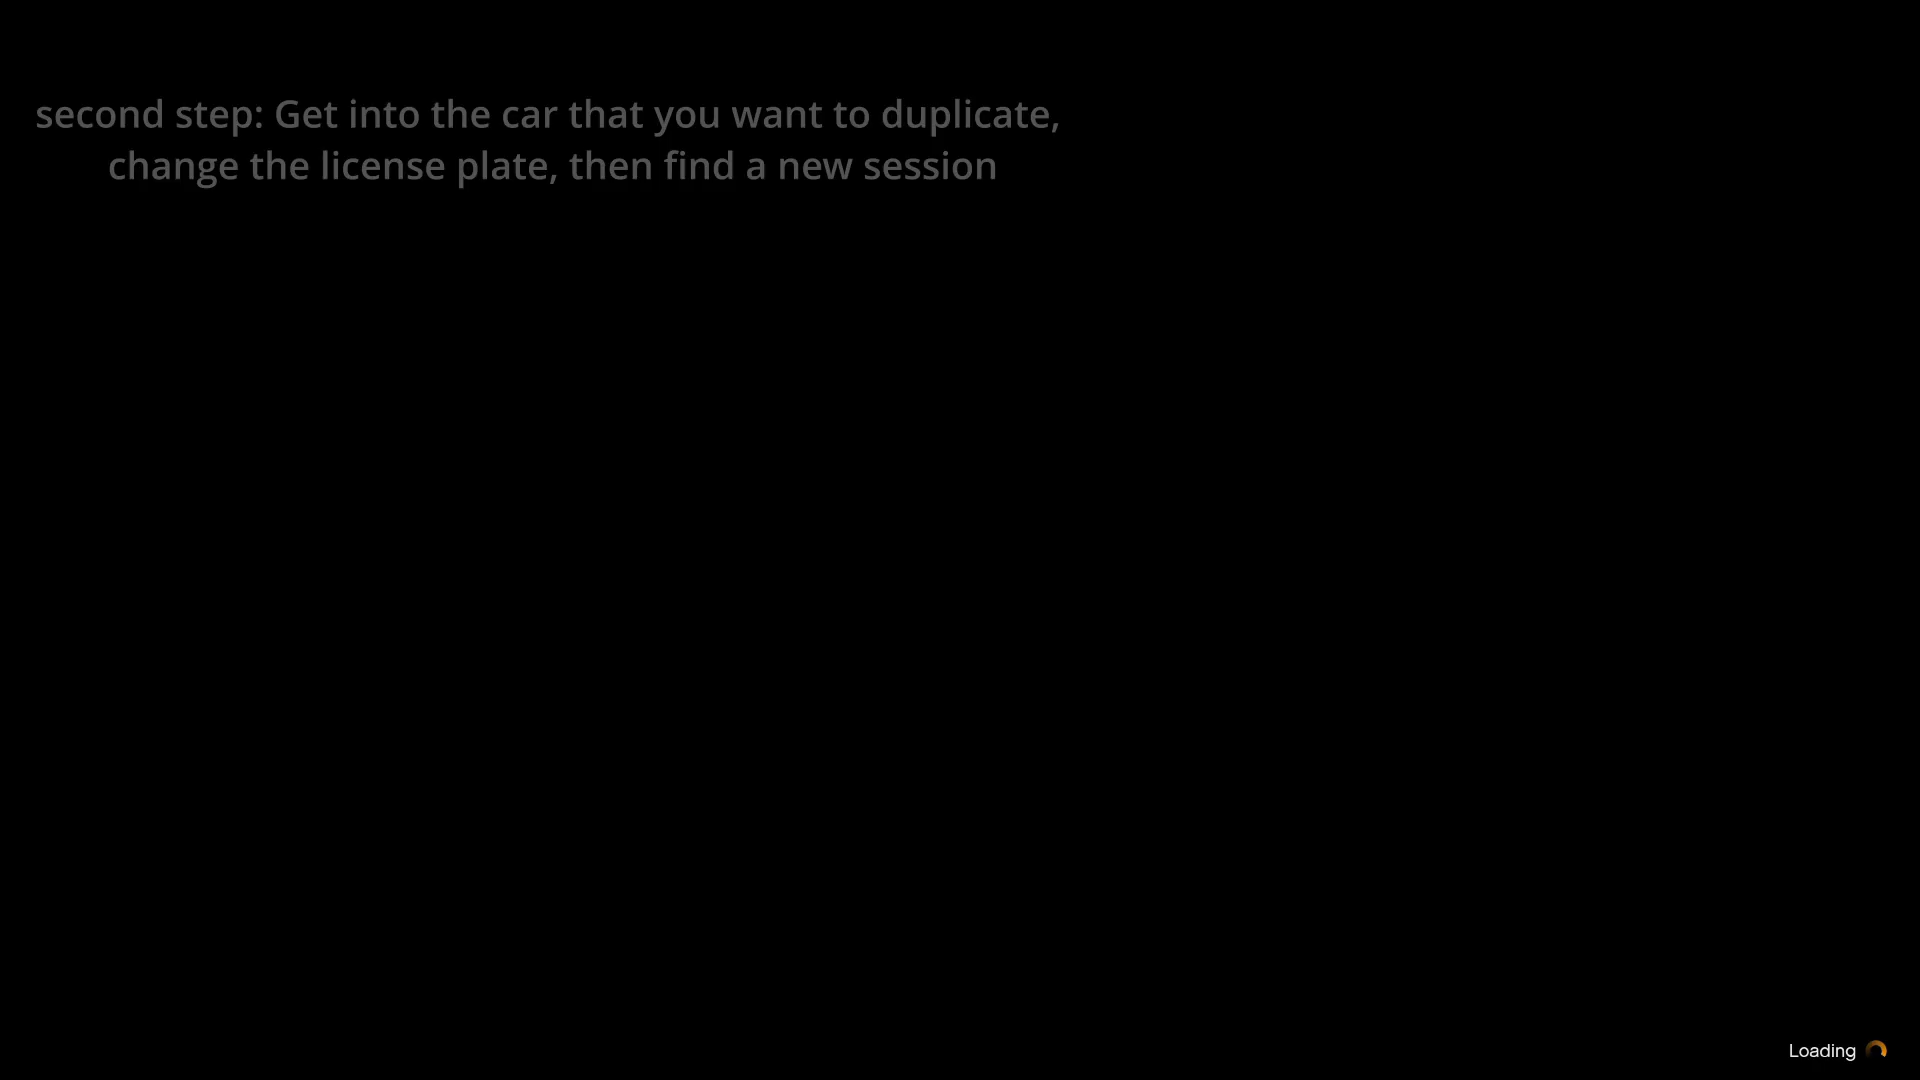 second step: Get into the car that you want to duplicate,
change the license plate, then find a new session
Loading